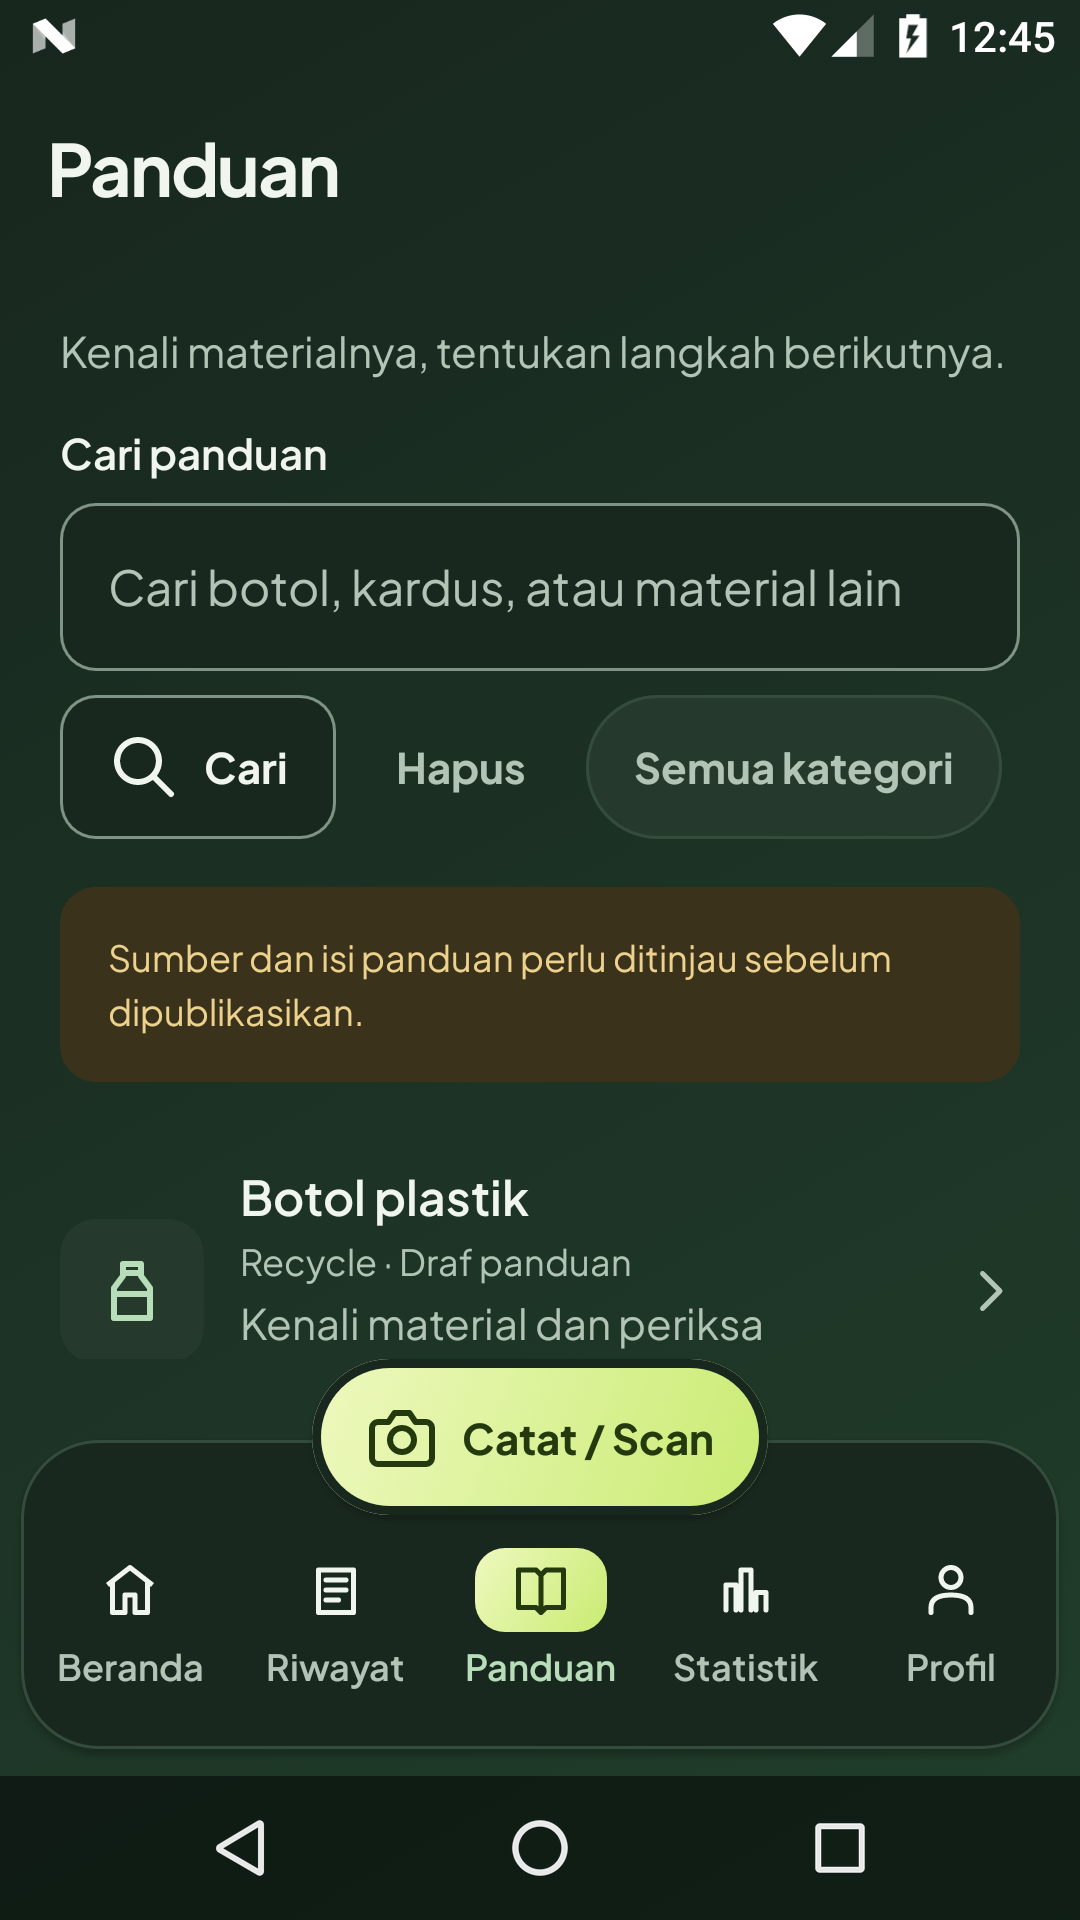 12:45
Panduan
Kenali materialnya, tentukan langkah berikutnya.
Cari panduan
Cari botol, kardus, atau material lain
Cari
Hapus
Semua kategori
Sumber dan isi panduan perlu ditinjau sebelum
dipublikasikan.
Botol plastik
Recycle · Draf panduan
Kenali material dan periksa
Catat / Scan
Beranda
Riwayat
Panduan
Statistik
Profil